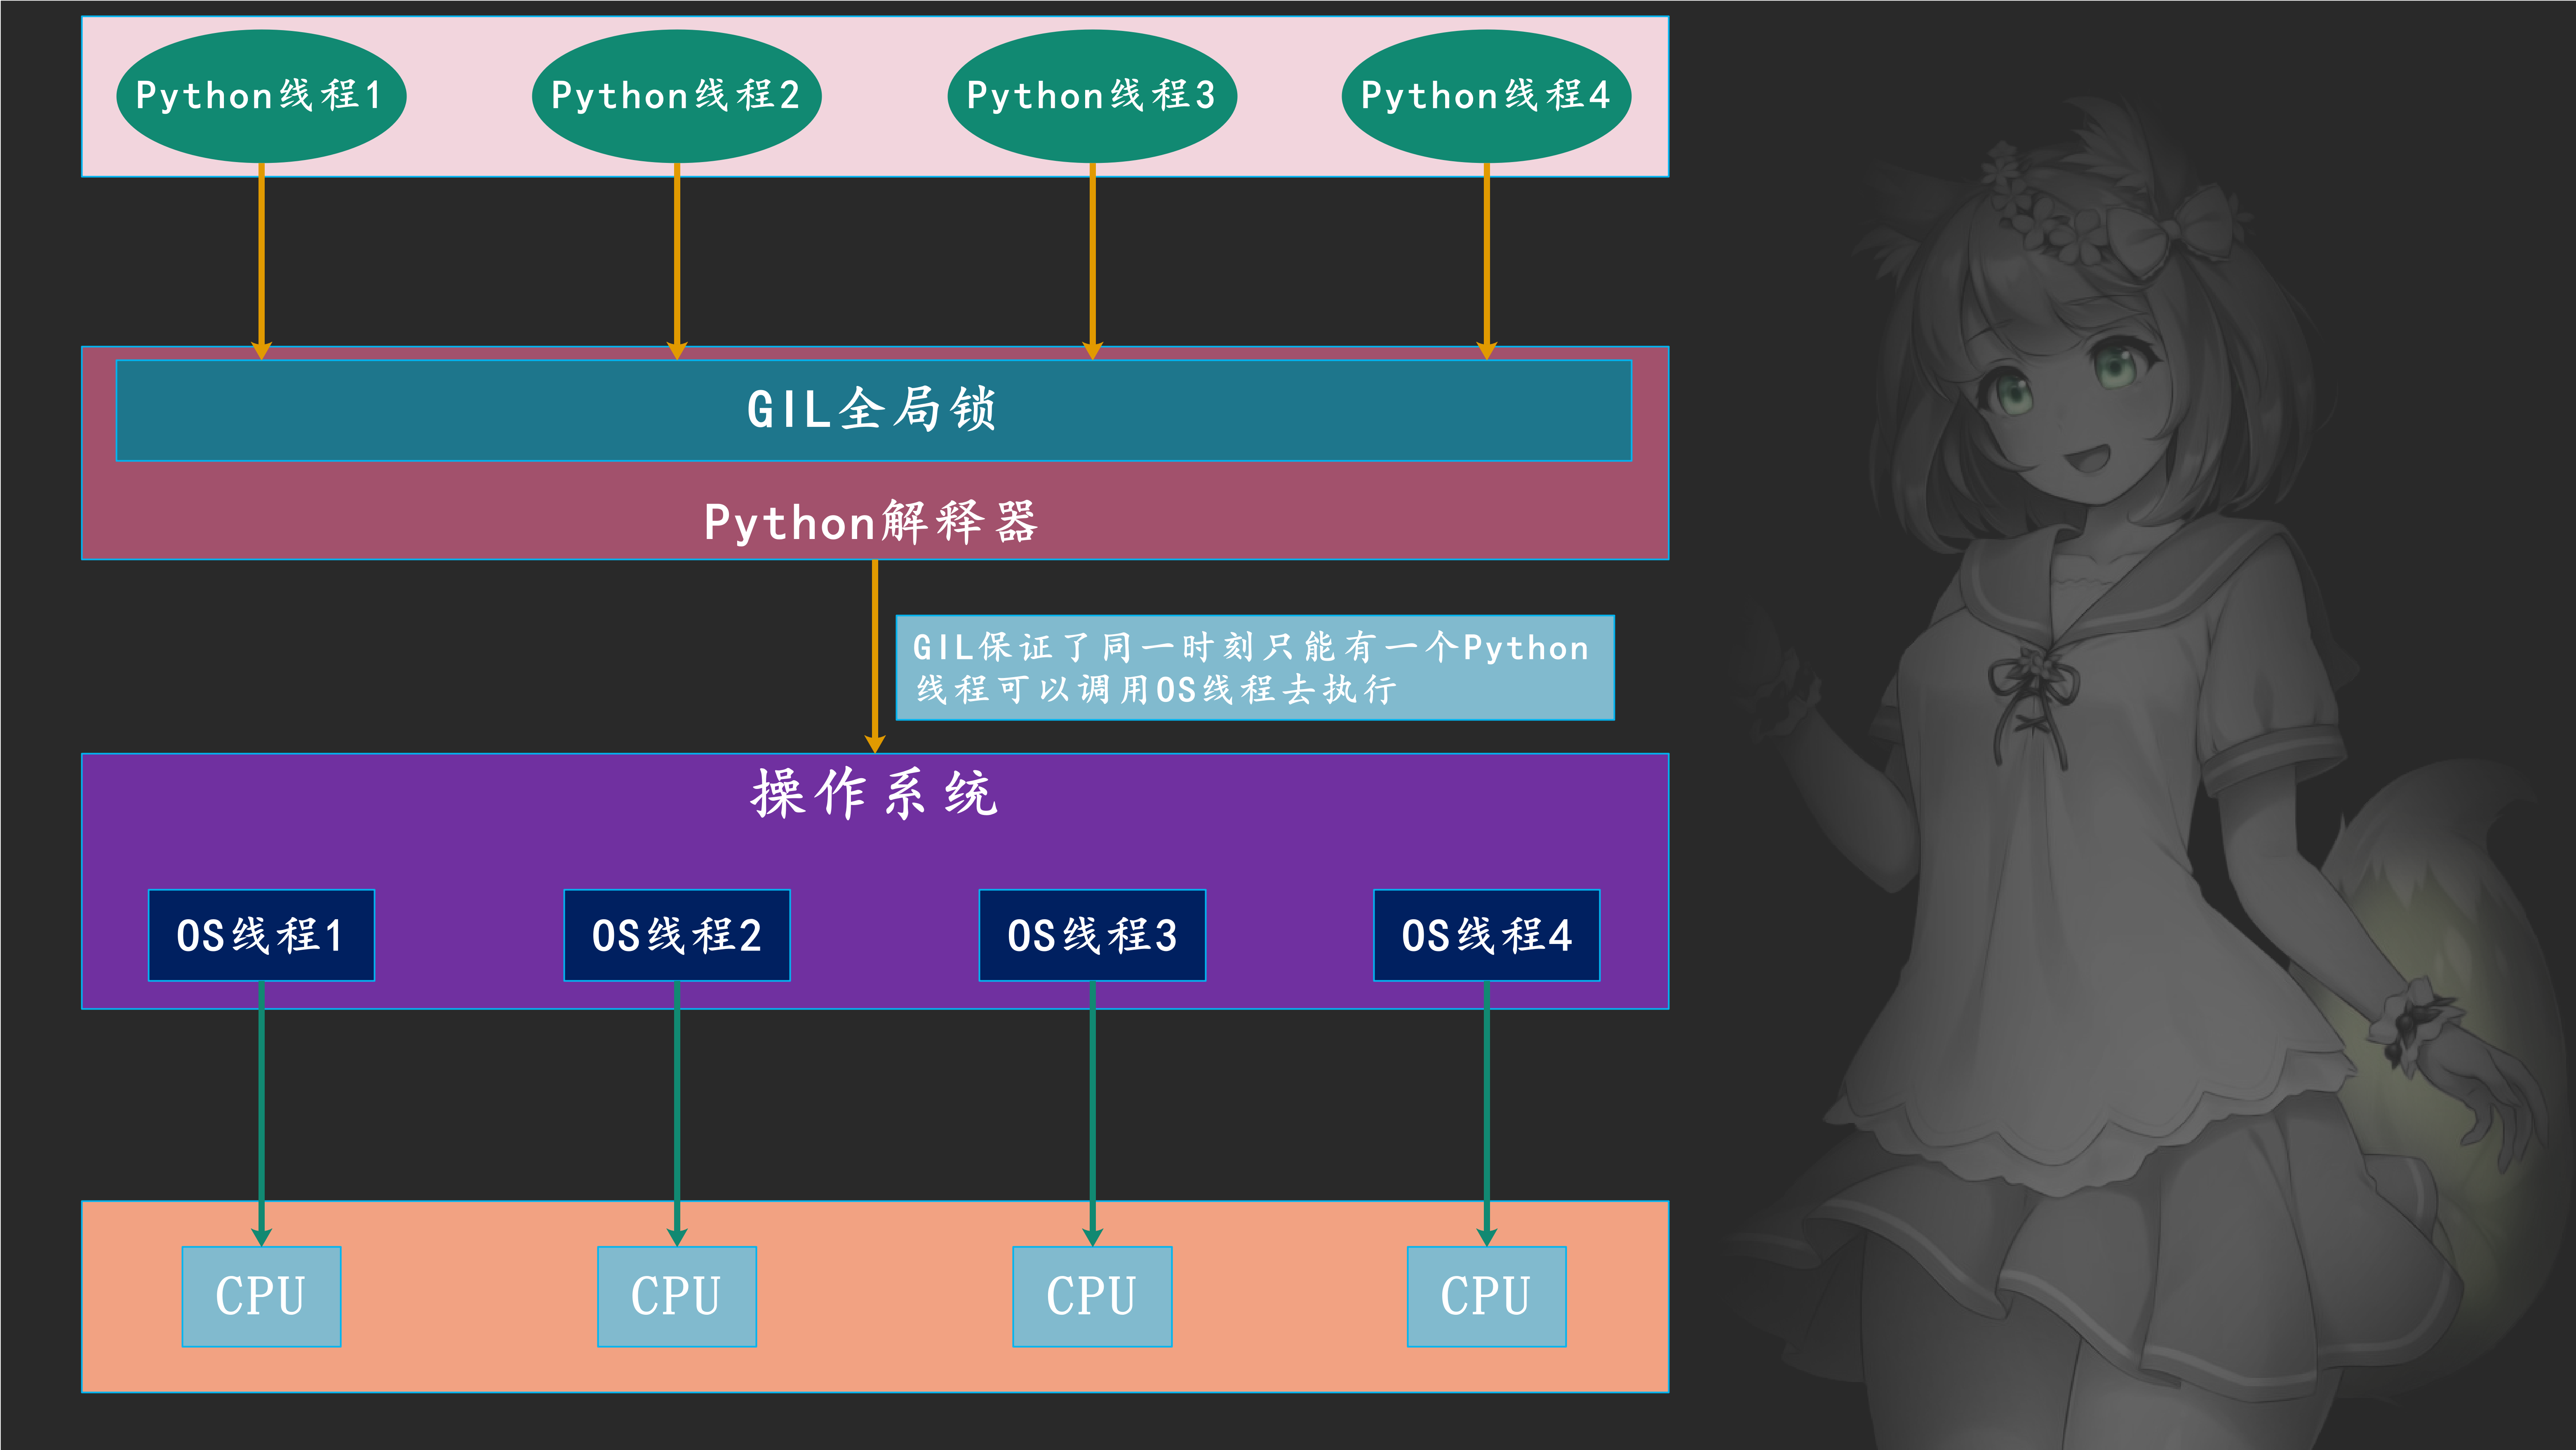 Python线程1
Python线程2
Python线程3
Python线程4
GIL全局锁
Python解释器
GIL保证了同一时刻只能有一个Python
线程可以调用OS线程去执行
操作系统
OS线程1
OS线程2
OS线程3
OS线程4
CPU
CPU
CPU
CPU